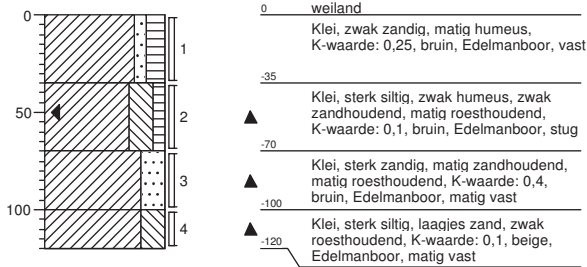 0
50
100
1
2
3
4
0 weiland
Klei, zwak zandig, matig humeus,
K-waarde: 0,25, bruin, Edelmanboor, vast
-35
Klei, sterk siltig, zwak humeus, zwak
zandhoudend, matig roesthoudend,
K-waarde: 0,1, bruin, Edelmanboor, stug
-70
Klei, sterk zandig, matig zandhoudend,
matig roesthoudend, K-waarde: 0,4,
bruin, Edelmanboor, matig vast
-100
Klei, sterk siltig, laagjes zand, zwak
roesthoudend, K-waarde: 0,1, beige,
Edelmanboor, matig vast
-120